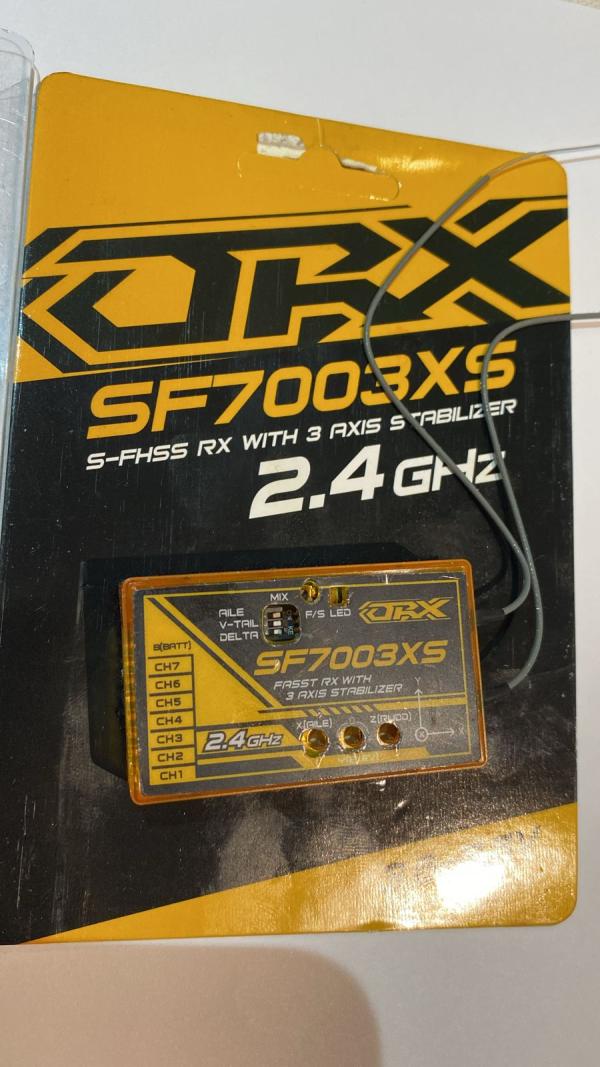 ORX
SF7003XS
S-FHSS RX WITH 3 AXIS STABILIZER
2.4 GHz
MIX
AILE
V-TAIL
DELTA
F/S LED
ORX
B(BATT)
CH7
CH6
CH5
CH4
CH3
CH2
CH1
SF7003XS
FASST RX WITH
3 AXIS STABILIZER
2.4GHz
X(AILE)
Z(RUDD)
Y
X